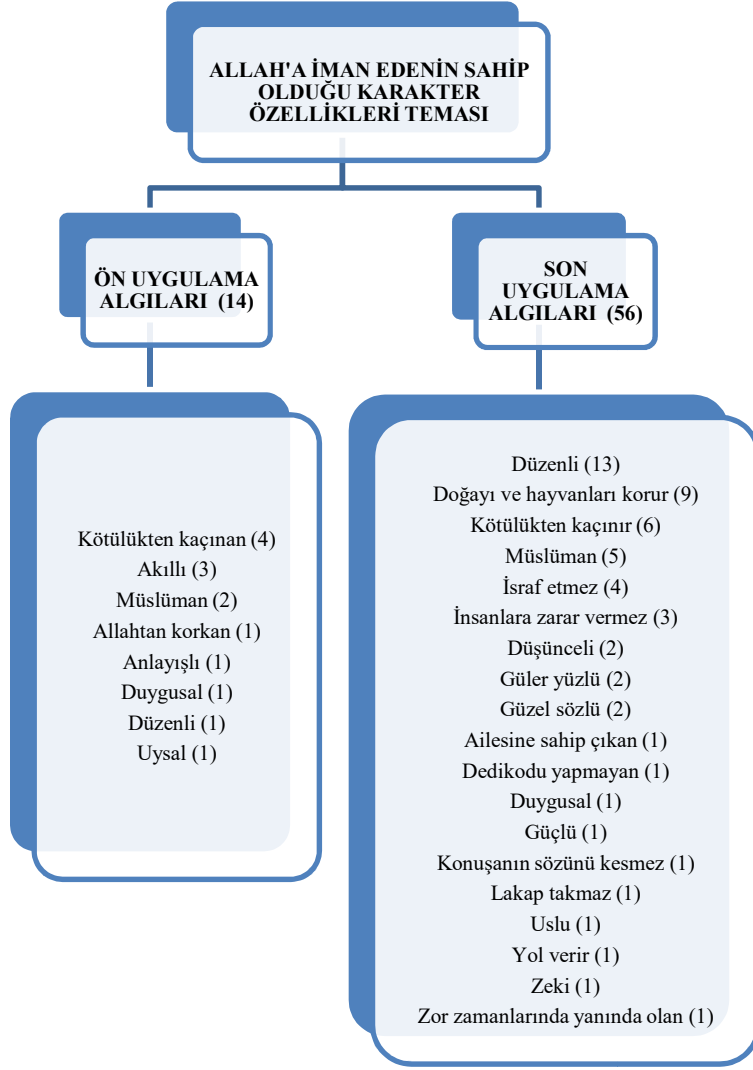 ALLAH'A İMAN EDENİN SAHİP
OLDUĞU KARAKTER
ÖZELLİKLERİ TEMASI
ÖN UYGULAMA
ALGILARI (14)
Kötülükten kaçınan (4)
Akıllı (3)
Müslüman (2)
Allahtan korkan (1)
Anlayışlı (1)
Duygusal (1)
Düzenli (1)
Uysal (1)
SON
UYGULAMA
ALGILARI (56)
Düzenli (13)
Doğayı ve hayvanları korur (9)
Kötülükten kaçınır (6)
Müslüman (5)
İsraf etmez (4)
İnsanlara zarar vermez (3)
Düşünceli (2)
Güler yüzlü (2)
Güzel sözlü (2)
Ailesine sahip çıkan (1)
Dedikodu yapmayan (1)
Duygusal (1)
Güçlü (1)
Konuşanın sözünü kesmez (1)
Lakap takmaz (1)
Uslu (1)
Yol verir (1)
Zeki (1)
Zor zamanlarında yanında olan (1)